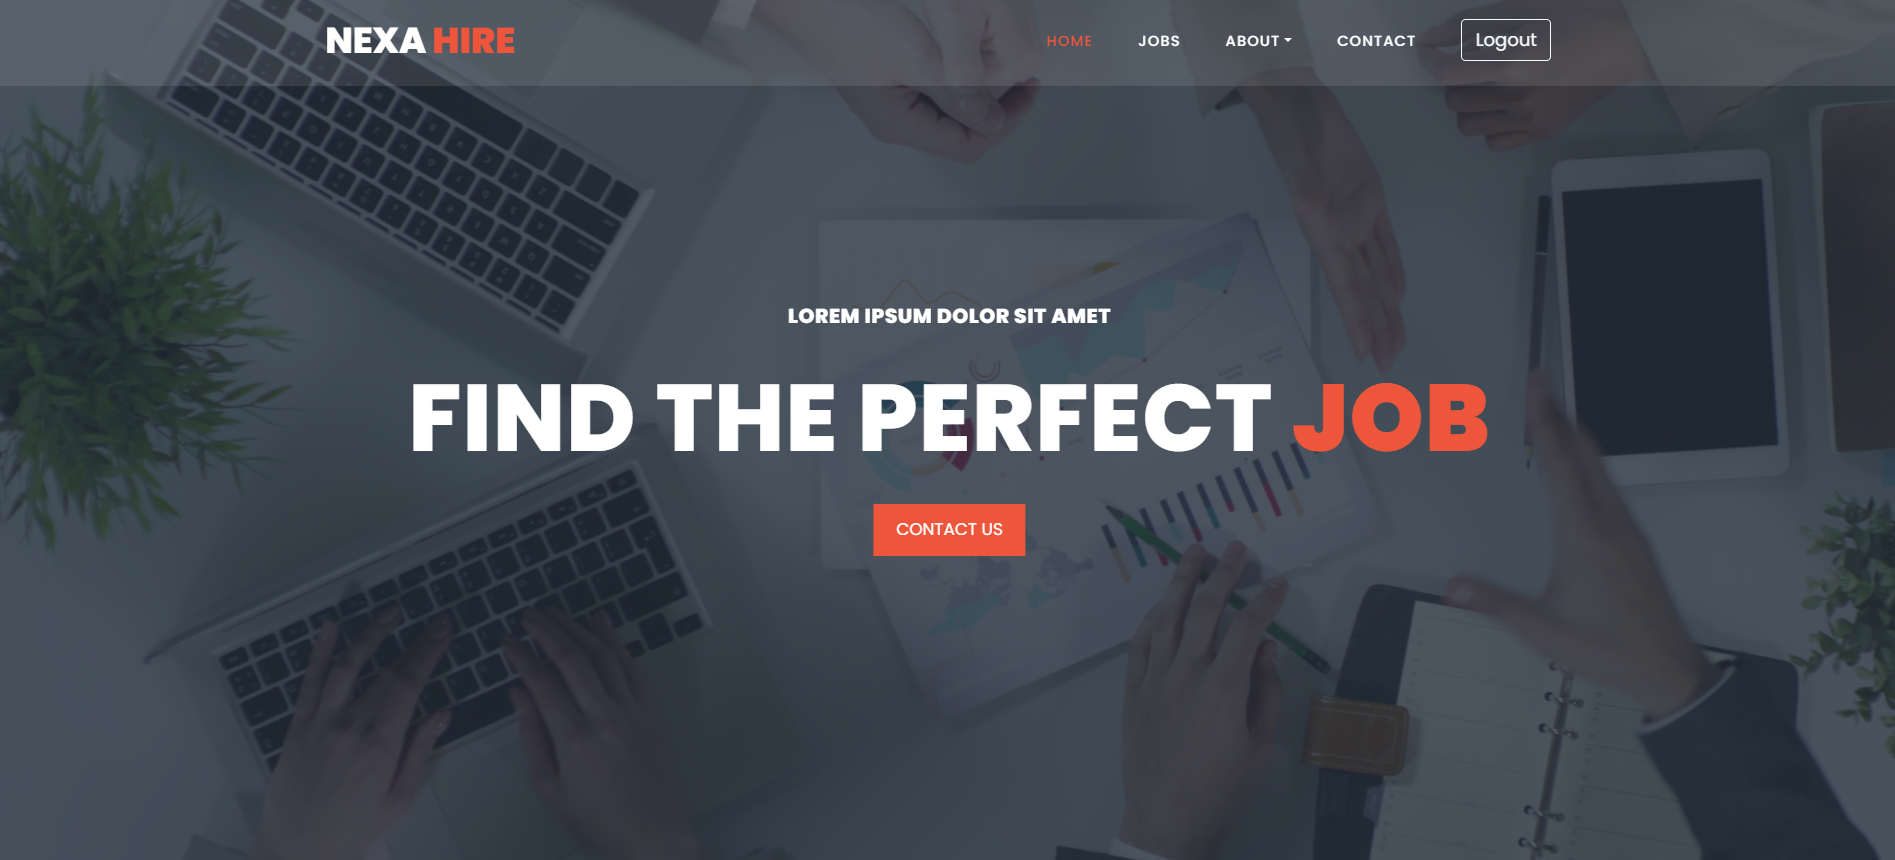 NEXA HIRE
HOME JOBS ABOUT CONTACT Logout
LOREM IPSUM DOLOR SIT AMET
FIND THE PERFECT JOB
CONTACT US